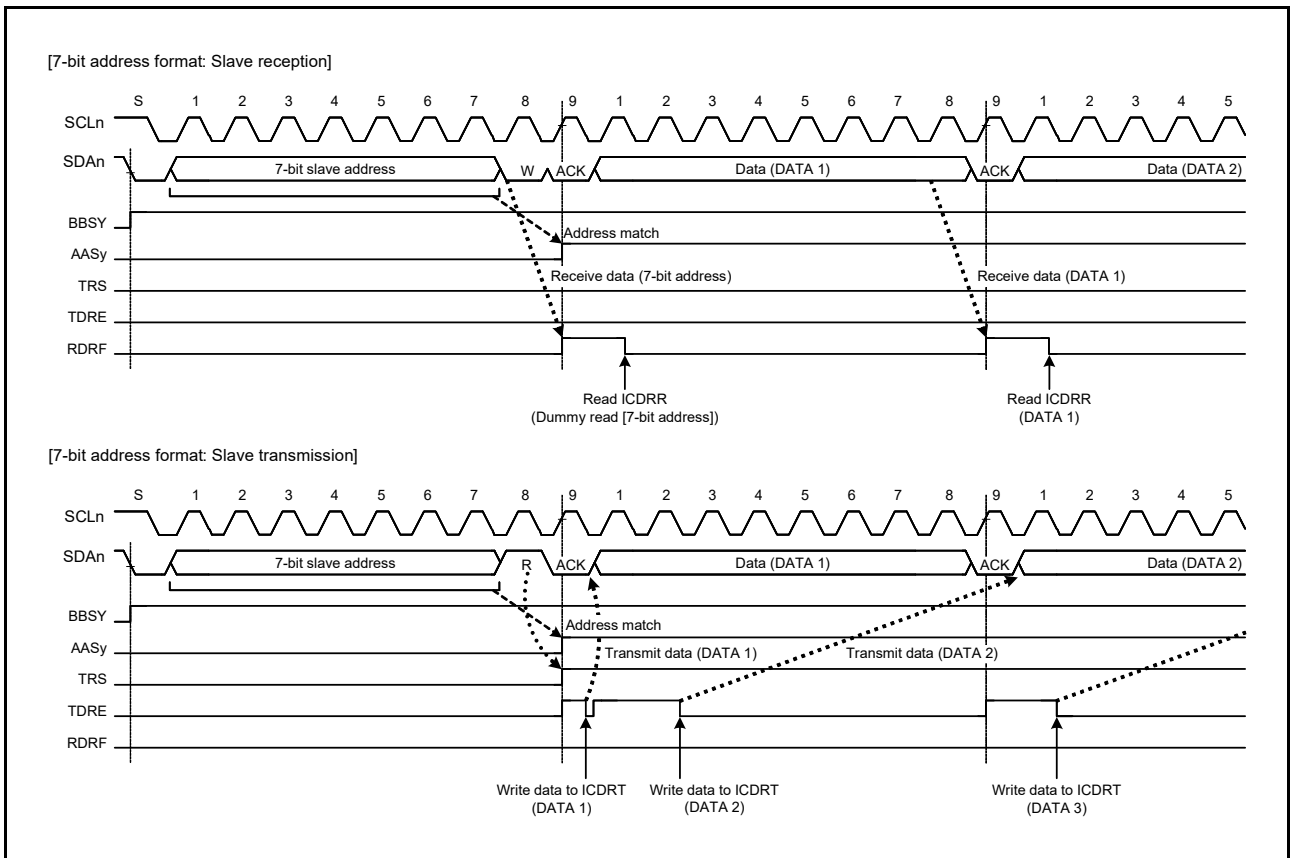 [7-bit address format: Slave reception]
S 1 2 3 4 5 6 7 8 9 1 2 3 4 5 6 7 8 9 1 2 3 4 5
SCLn
SDAn 7-bit slave address W ACK Data (DATA 1) ACK Data (DATA 2)
BBSY
Address match
AASy
Receive data (7-bit address) Receive data (DATA 1)
TRS
TDRE
RDRF
Read ICDRR Read ICDRR
(Dummy read [7-bit address]) (DATA 1)
[7-bit address format: Slave transmission]
S 1 2 3 4 5 6 7 8 9 1 2 3 4 5 6 7 8 9 1 2 3 4 5
SCLn
SDAn 7-bit slave address R ACK Data (DATA 1) ACK Data (DATA 2)
BBSY
Address match
AASy
Transmit data (DATA 1) Transmit data (DATA 2)
TRS
TDRE
RDRF
Write data to ICDRT Write data to ICDRT Write data to ICDRT
(DATA 1) (DATA 2) (DATA 3)